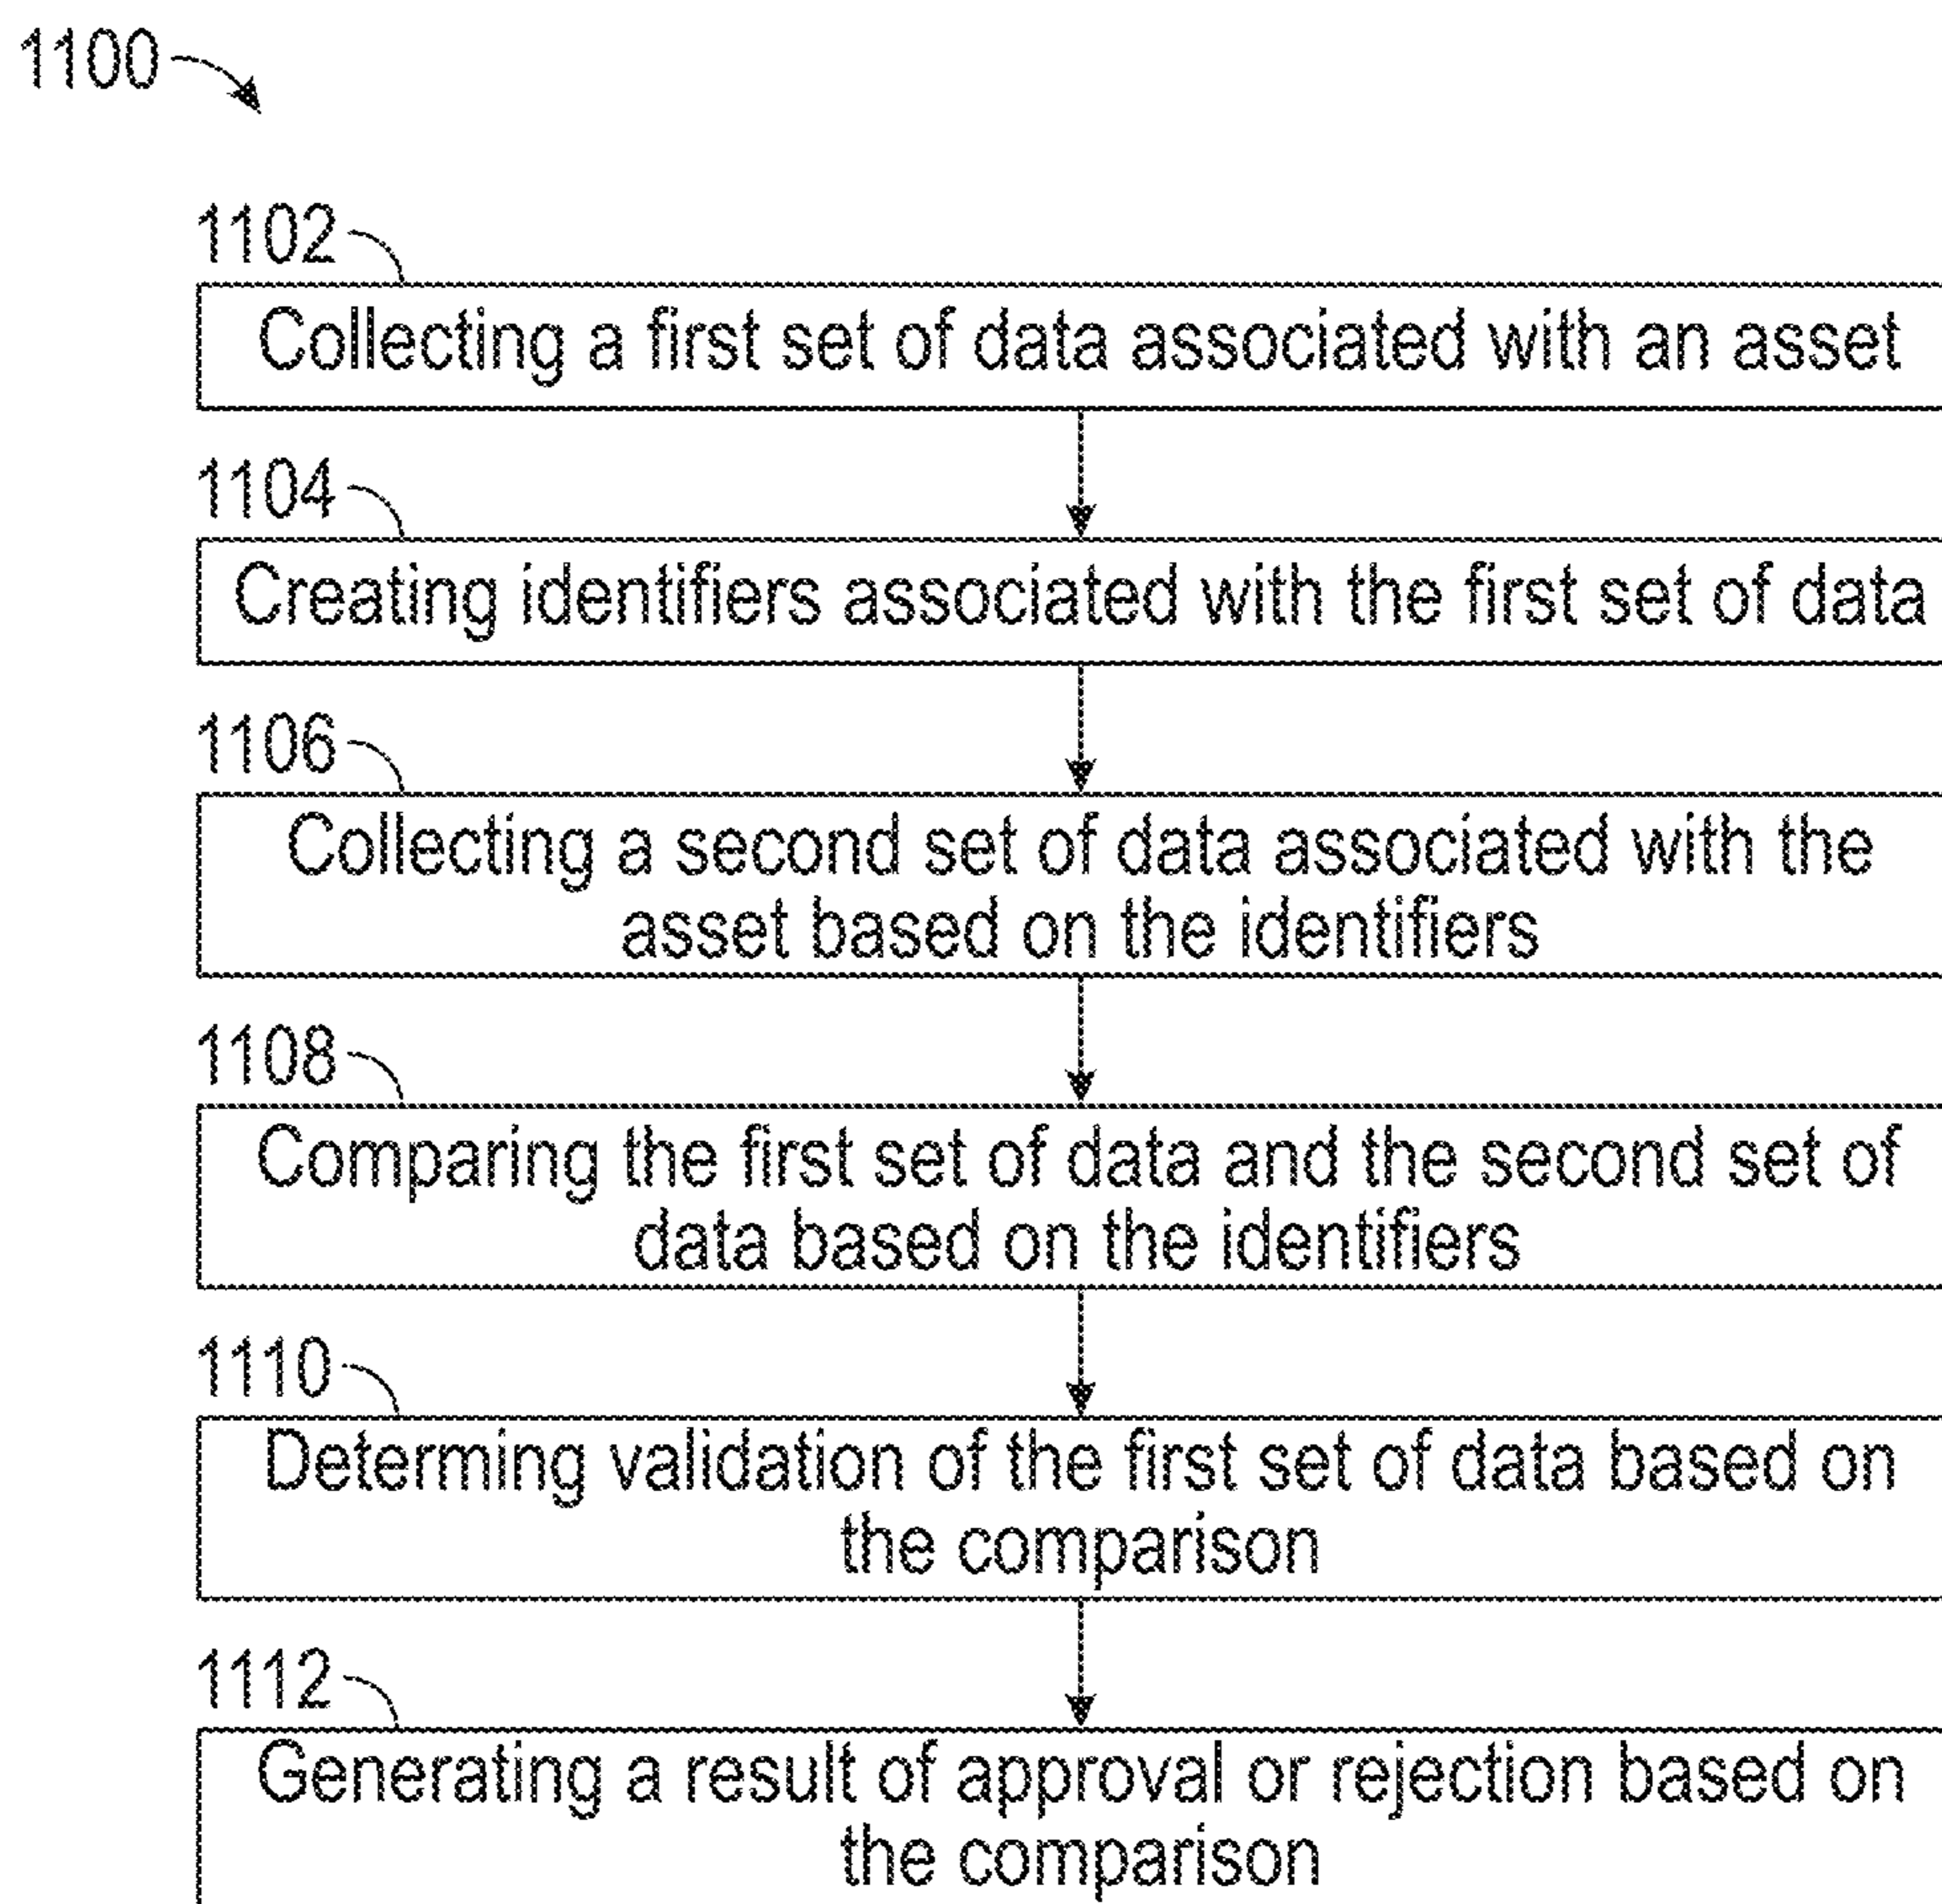 1100
1102
Collecting a first set of data associated with an asset
1104
Creating identifiers associated with the first set of data
1106
Collecting a second set of data associated with the
asset based on the identifiers
1108
Comparing the first set of data and the second set of
data based on the identifiers
1110
Determing validation of the first set of data based on
the comparison
1112
Generating a result of approval or rejection based on
the comparison